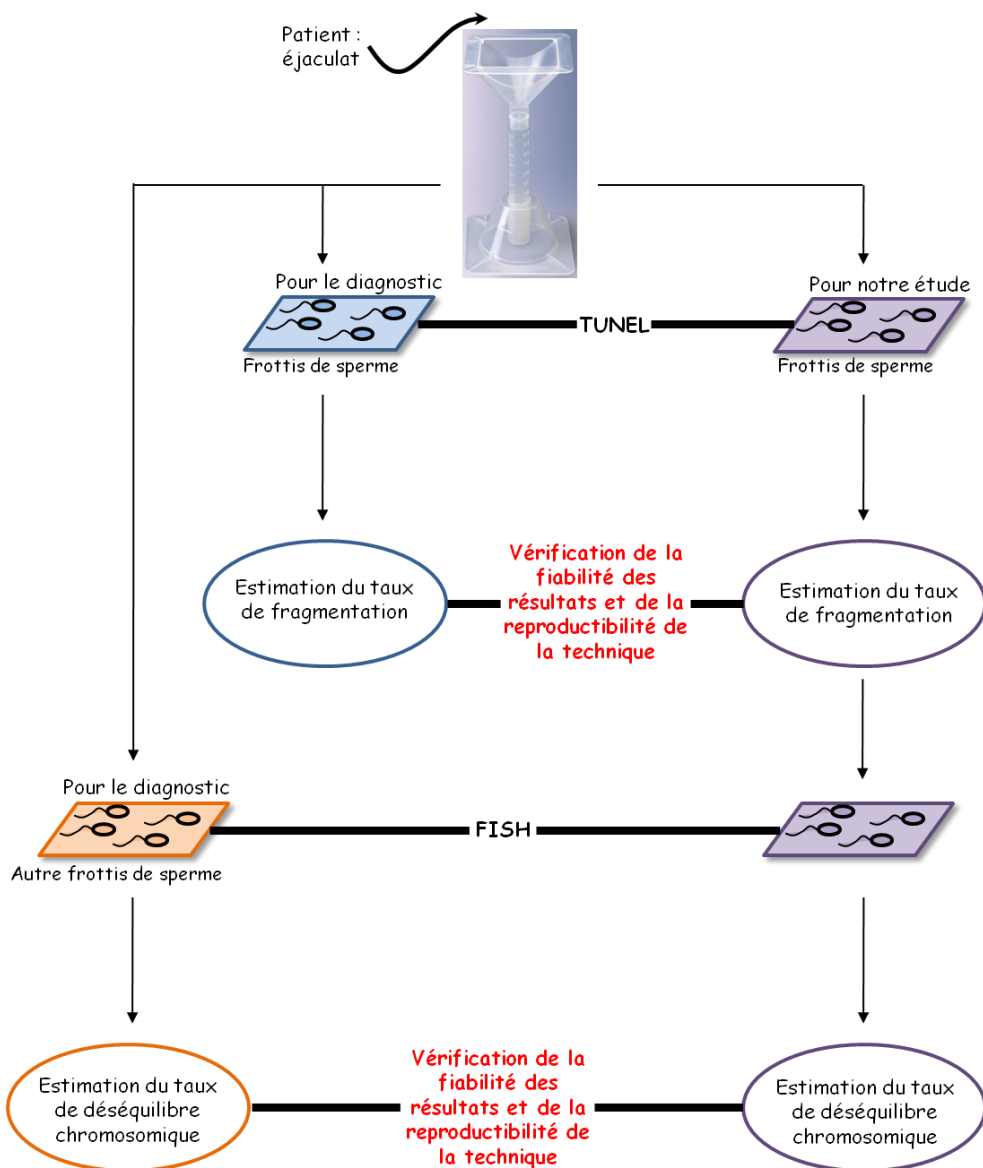 Patient :
éjaculat
Pour le diagnostic
Pour notre étude
TUNEL
Frottis de sperme
Frottis de sperme
Estimation du taux
de fragmentation
Vérification de la
fiabilité des
résultats et de la
reproductibilité de
la technique
Estimation du taux
de fragmentation
Pour le diagnostic
FISH
Autre frottis de sperme
Estimation du taux
de déséquilibre
chromosomique
Vérification de la
fiabilité des
résultats et de la
reproductibilité de
la technique
Estimation du taux
de déséquilibre
chromosomique